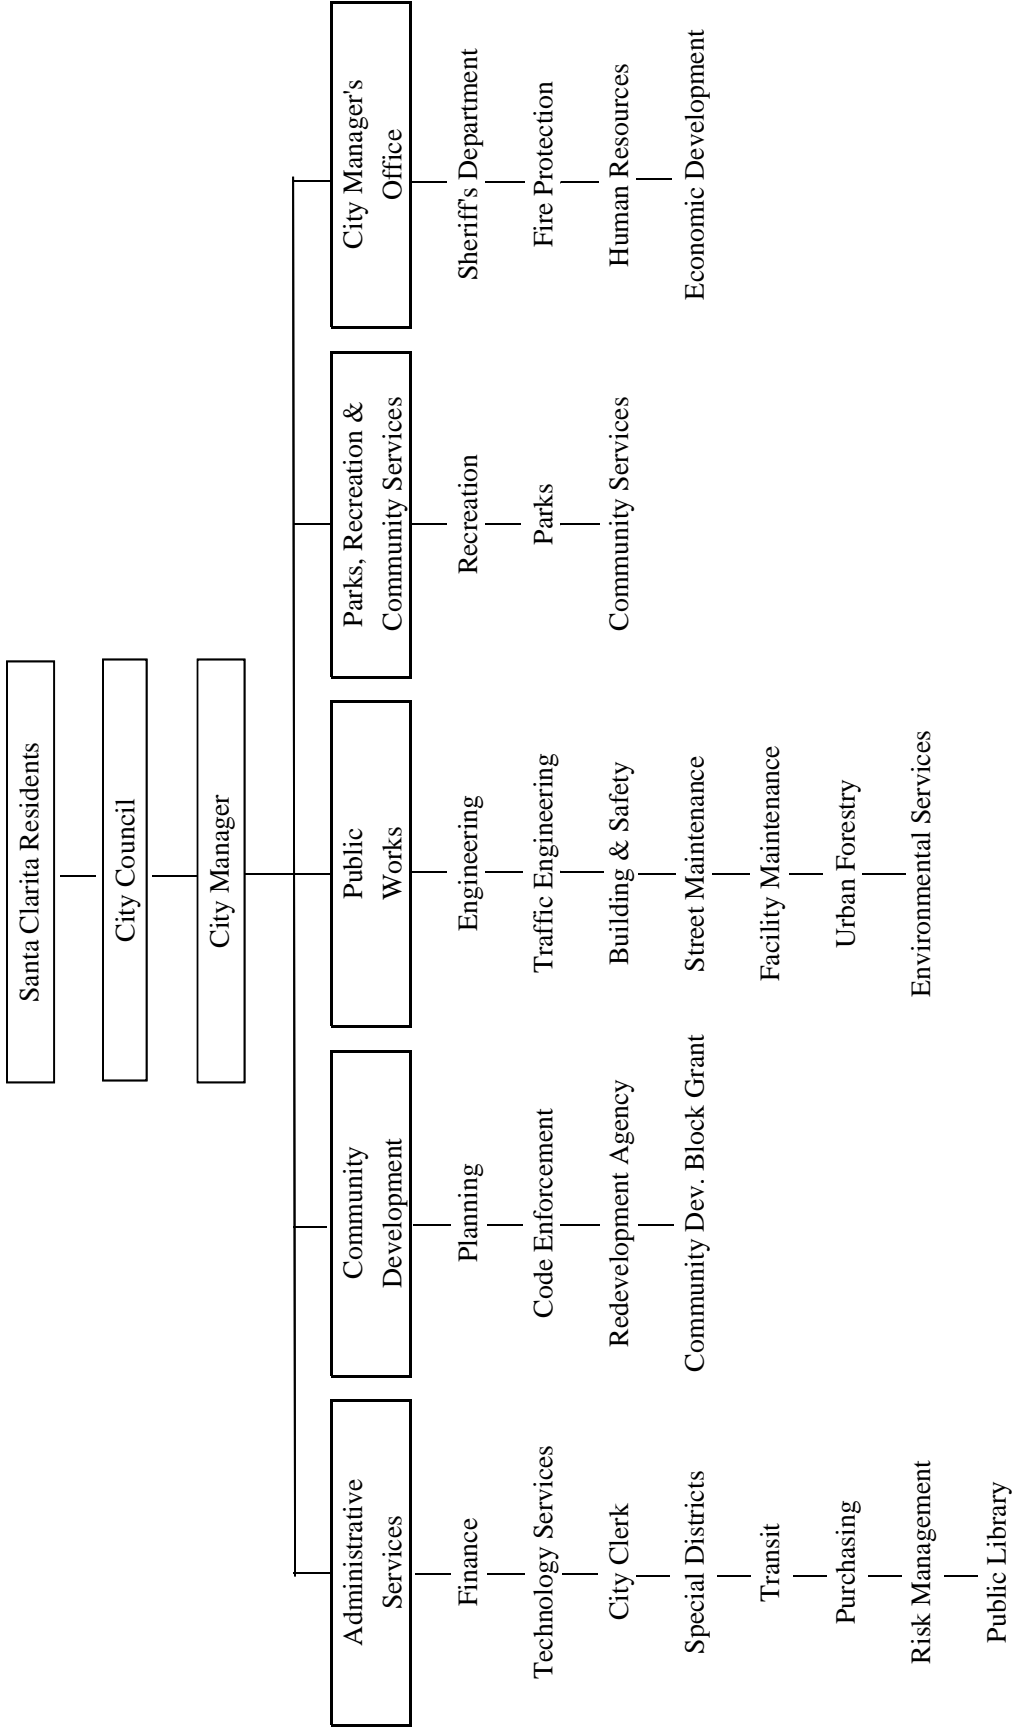 Santa Clarita Residents
City Council
City Manager
Administrative
Services
Finance
Technology Services
City Clerk
Special Districts
Transit
Purchasing
Risk Management
Public Library
Community
Development
Planning
Code Enforcement
Redevelopment Agency
Community Dev. Block Grant
Public
Works
Engineering
Traffic Engineering
Building & Safety
Street Maintenance
Facility Maintenance
Urban Forestry
Environmental Services
Parks, Recreation &
Community Services
Recreation
Parks
Community Services
City Manager's
Office
Sheriff's Department
Fire Protection
Human Resources
Economic Development